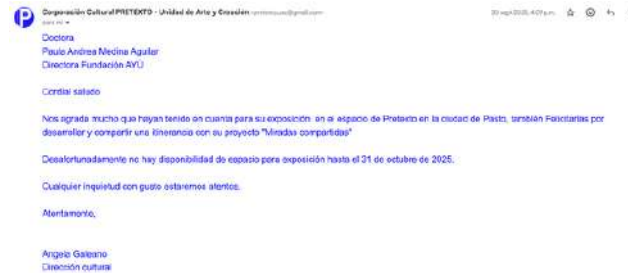 Corporación Cultural PRETEXTO - Unidad de Arte y Creación
para mí
Doctora
Paula Andrea Medina Aguilar
Directora Fundación AYÜ
Cordial saludo
Nos agrada mucho que hayan tenido en cuenta para su exposición en el espacio de Pretexto en la ciudad de Pasto, también Felicitarlas por
desarrollar y compartir una itinerancia con su proyecto "Miradas compartidas"
Desafortunadamente no hay disponibilidad de espacio para exposición hasta el 31 de octubre de 2025.
Cualquier inquietud con gusto estaremos atentos.
Atentamente,
Angela Galeano
Dirección cultural